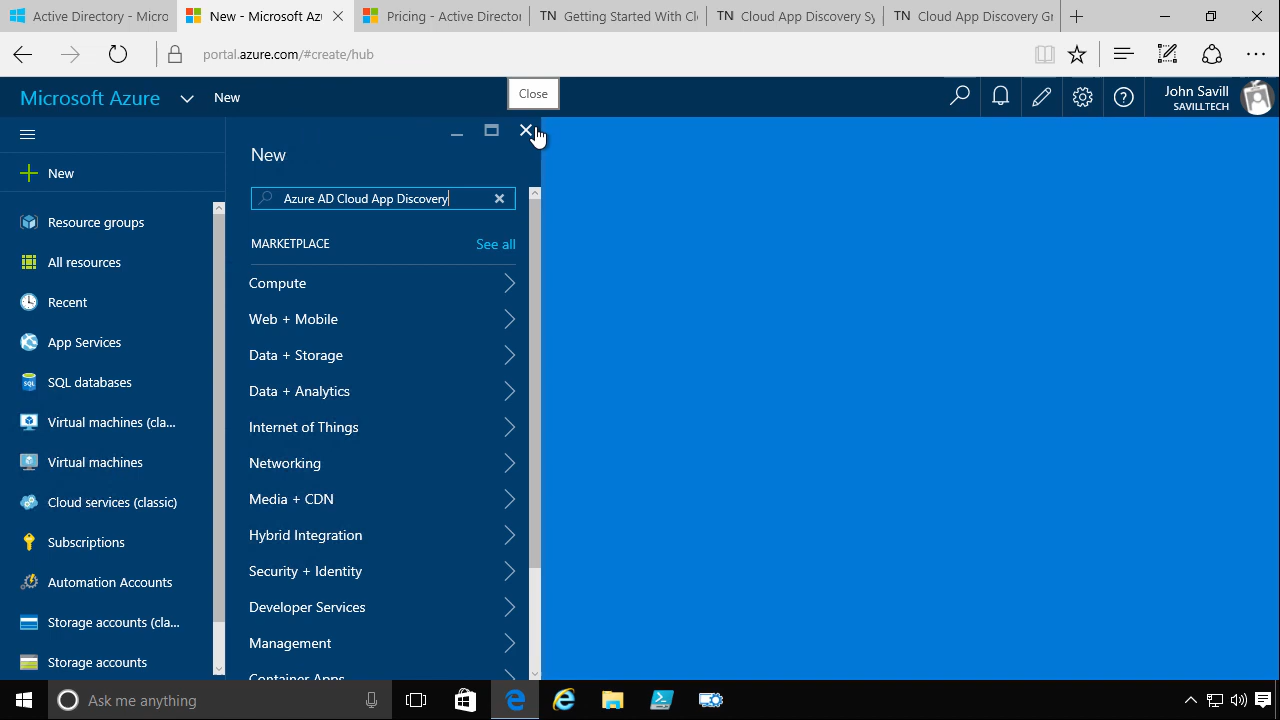 Active Directory - Micro
New - Microsoft Az
Pricing - Active Director
TN Getting Started With Cl
TN Cloud App Discovery Sy
TN Cloud App Discovery Gr
portal.azure.com/#create/hub
Microsoft Azure
New
Close
John Savill
SAVILLTECH
New
New
Azure AD Cloud App Discovery
Resource groups
All resources
Recent
App Services
SQL databases
Virtual machines (cla...
Virtual machines
Cloud services (classic)
Subscriptions
Automation Accounts
Storage accounts (cla...
Storage accounts
MARKETPLACE
See all
Compute
Web + Mobile
Data + Storage
Data + Analytics
Internet of Things
Networking
Media + CDN
Hybrid Integration
Security + Identity
Developer Services
Management
Container Apps
Ask me anything